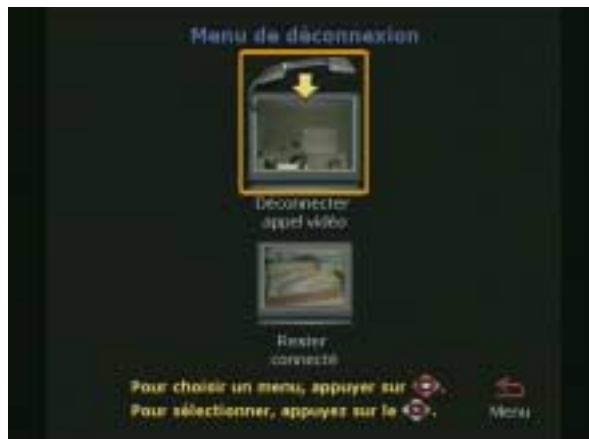 Menu de déconnexion
Déconnecter
appel vidéo
Rester
connecté
Pour choisir un menu, appuyer sur .
Pour sélectionner, appuyez sur le .
Menu